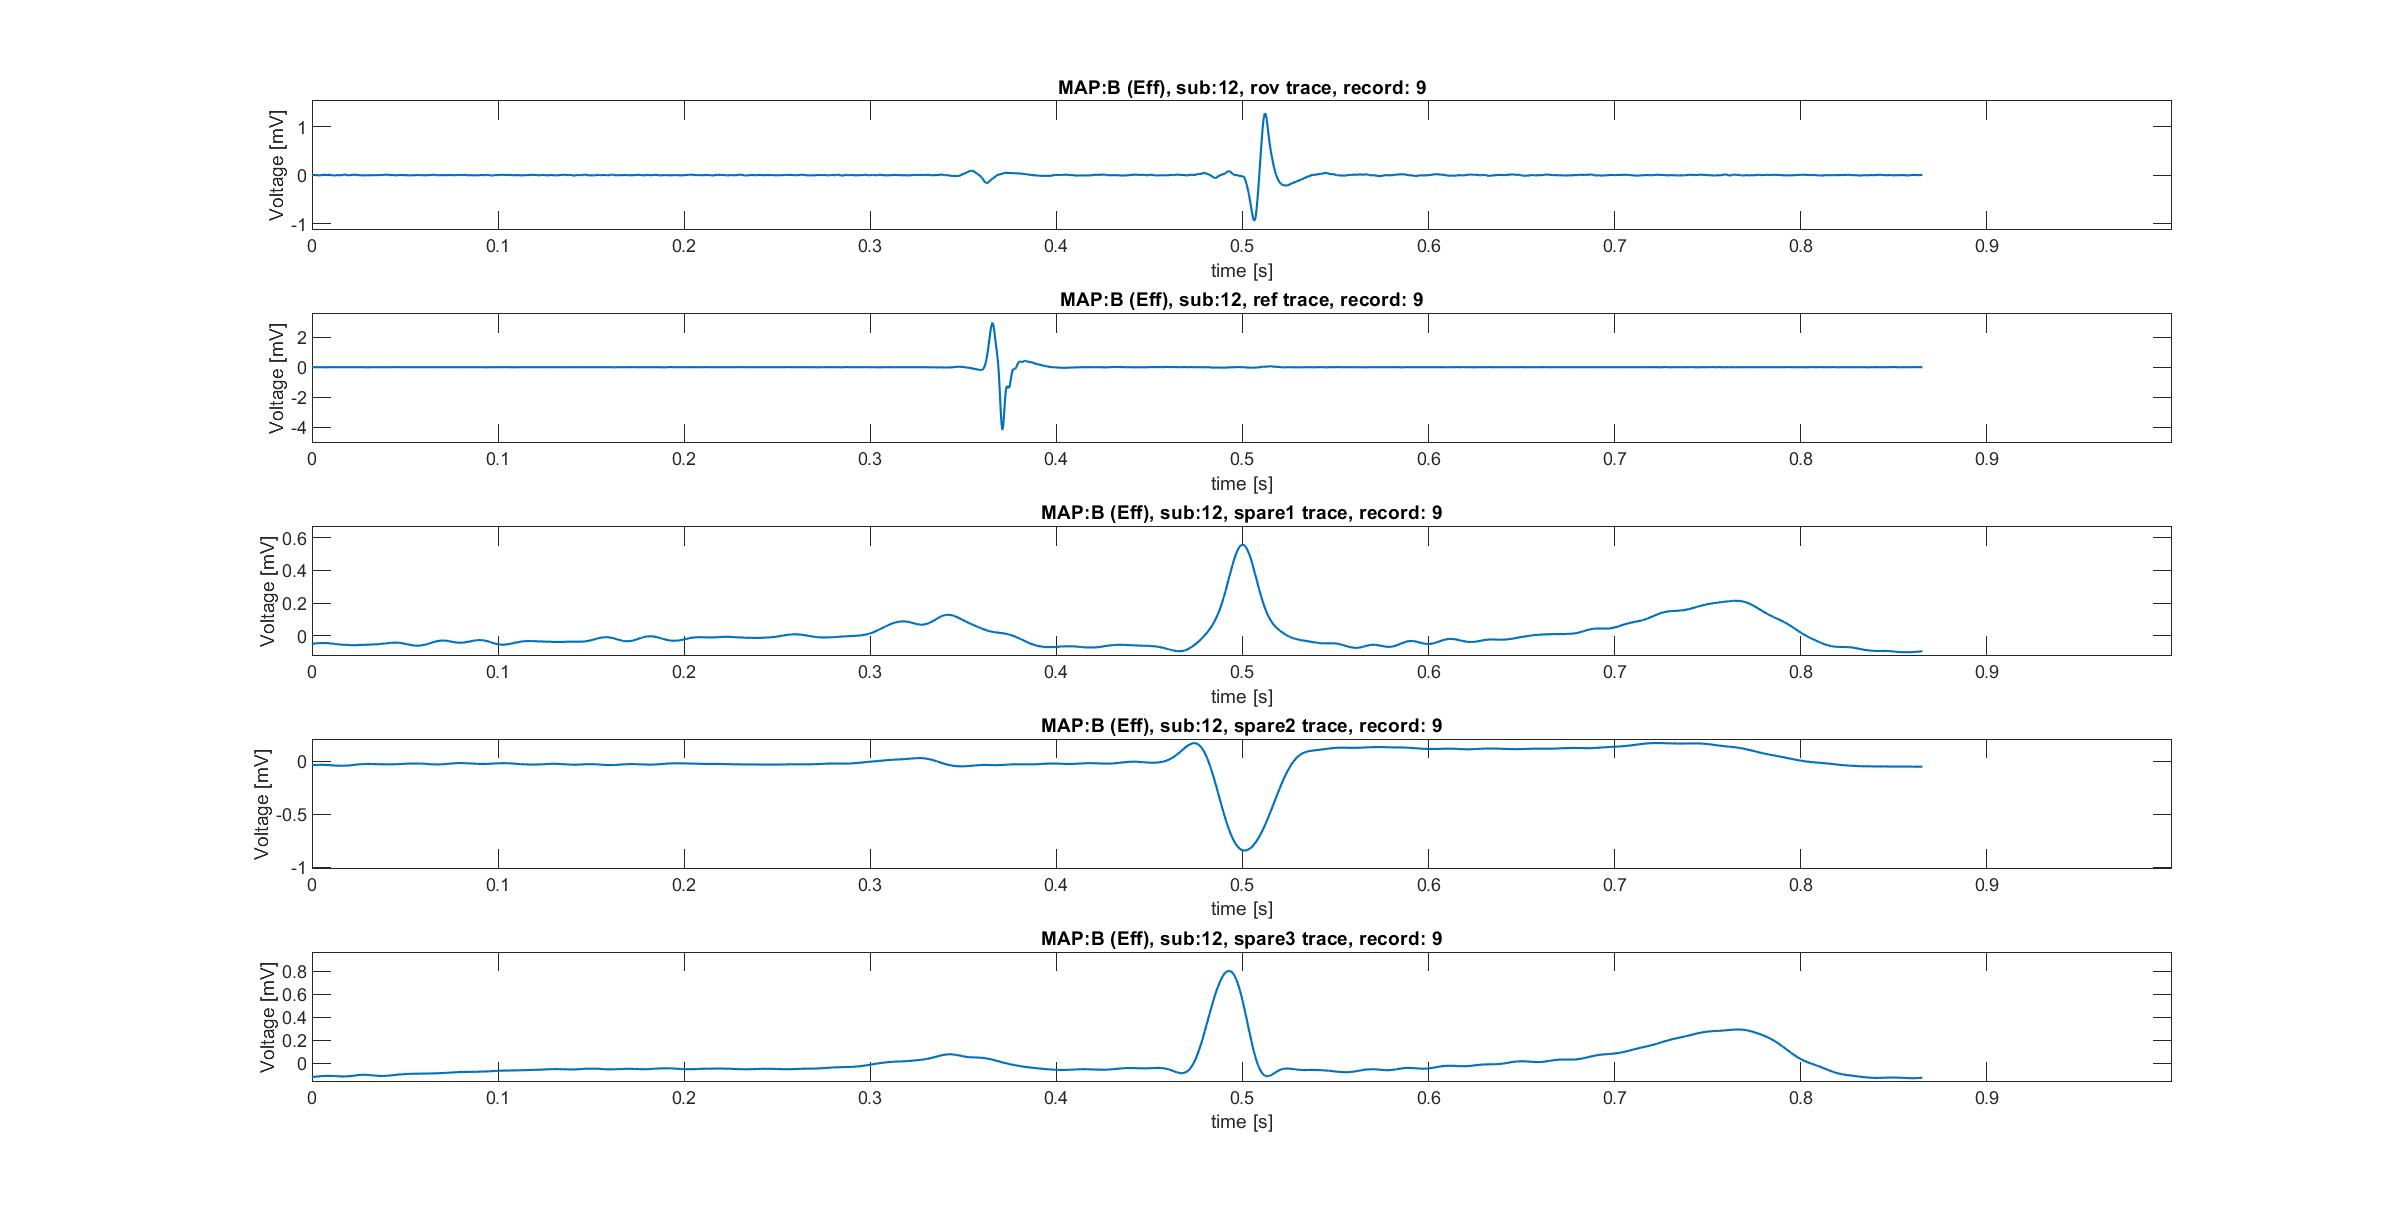 MAP:B (Eff), sub:12, rov trace, record: 9
Voltage [mV]
1
0
-1
0 0.1 0.2 0.3 0.4 0.5 0.6 0.7 0.8 0.9
time [s]
MAP:B (Eff), sub:12, ref trace, record: 9
Voltage [mV]
2
0
-2
-4
0 0.1 0.2 0.3 0.4 0.5 0.6 0.7 0.8 0.9
time [s]
MAP:B (Eff), sub:12, spare1 trace, record: 9
Voltage [mV]
0.6
0.4
0.2
0
0 0.1 0.2 0.3 0.4 0.5 0.6 0.7 0.8 0.9
time [s]
MAP:B (Eff), sub:12, spare2 trace, record: 9
Voltage [mV]
0
-0.5
-1
0 0.1 0.2 0.3 0.4 0.5 0.6 0.7 0.8 0.9
time [s]
MAP:B (Eff), sub:12, spare3 trace, record: 9
Voltage [mV]
0.8
0.6
0.4
0.2
0
0 0.1 0.2 0.3 0.4 0.5 0.6 0.7 0.8 0.9
time [s]